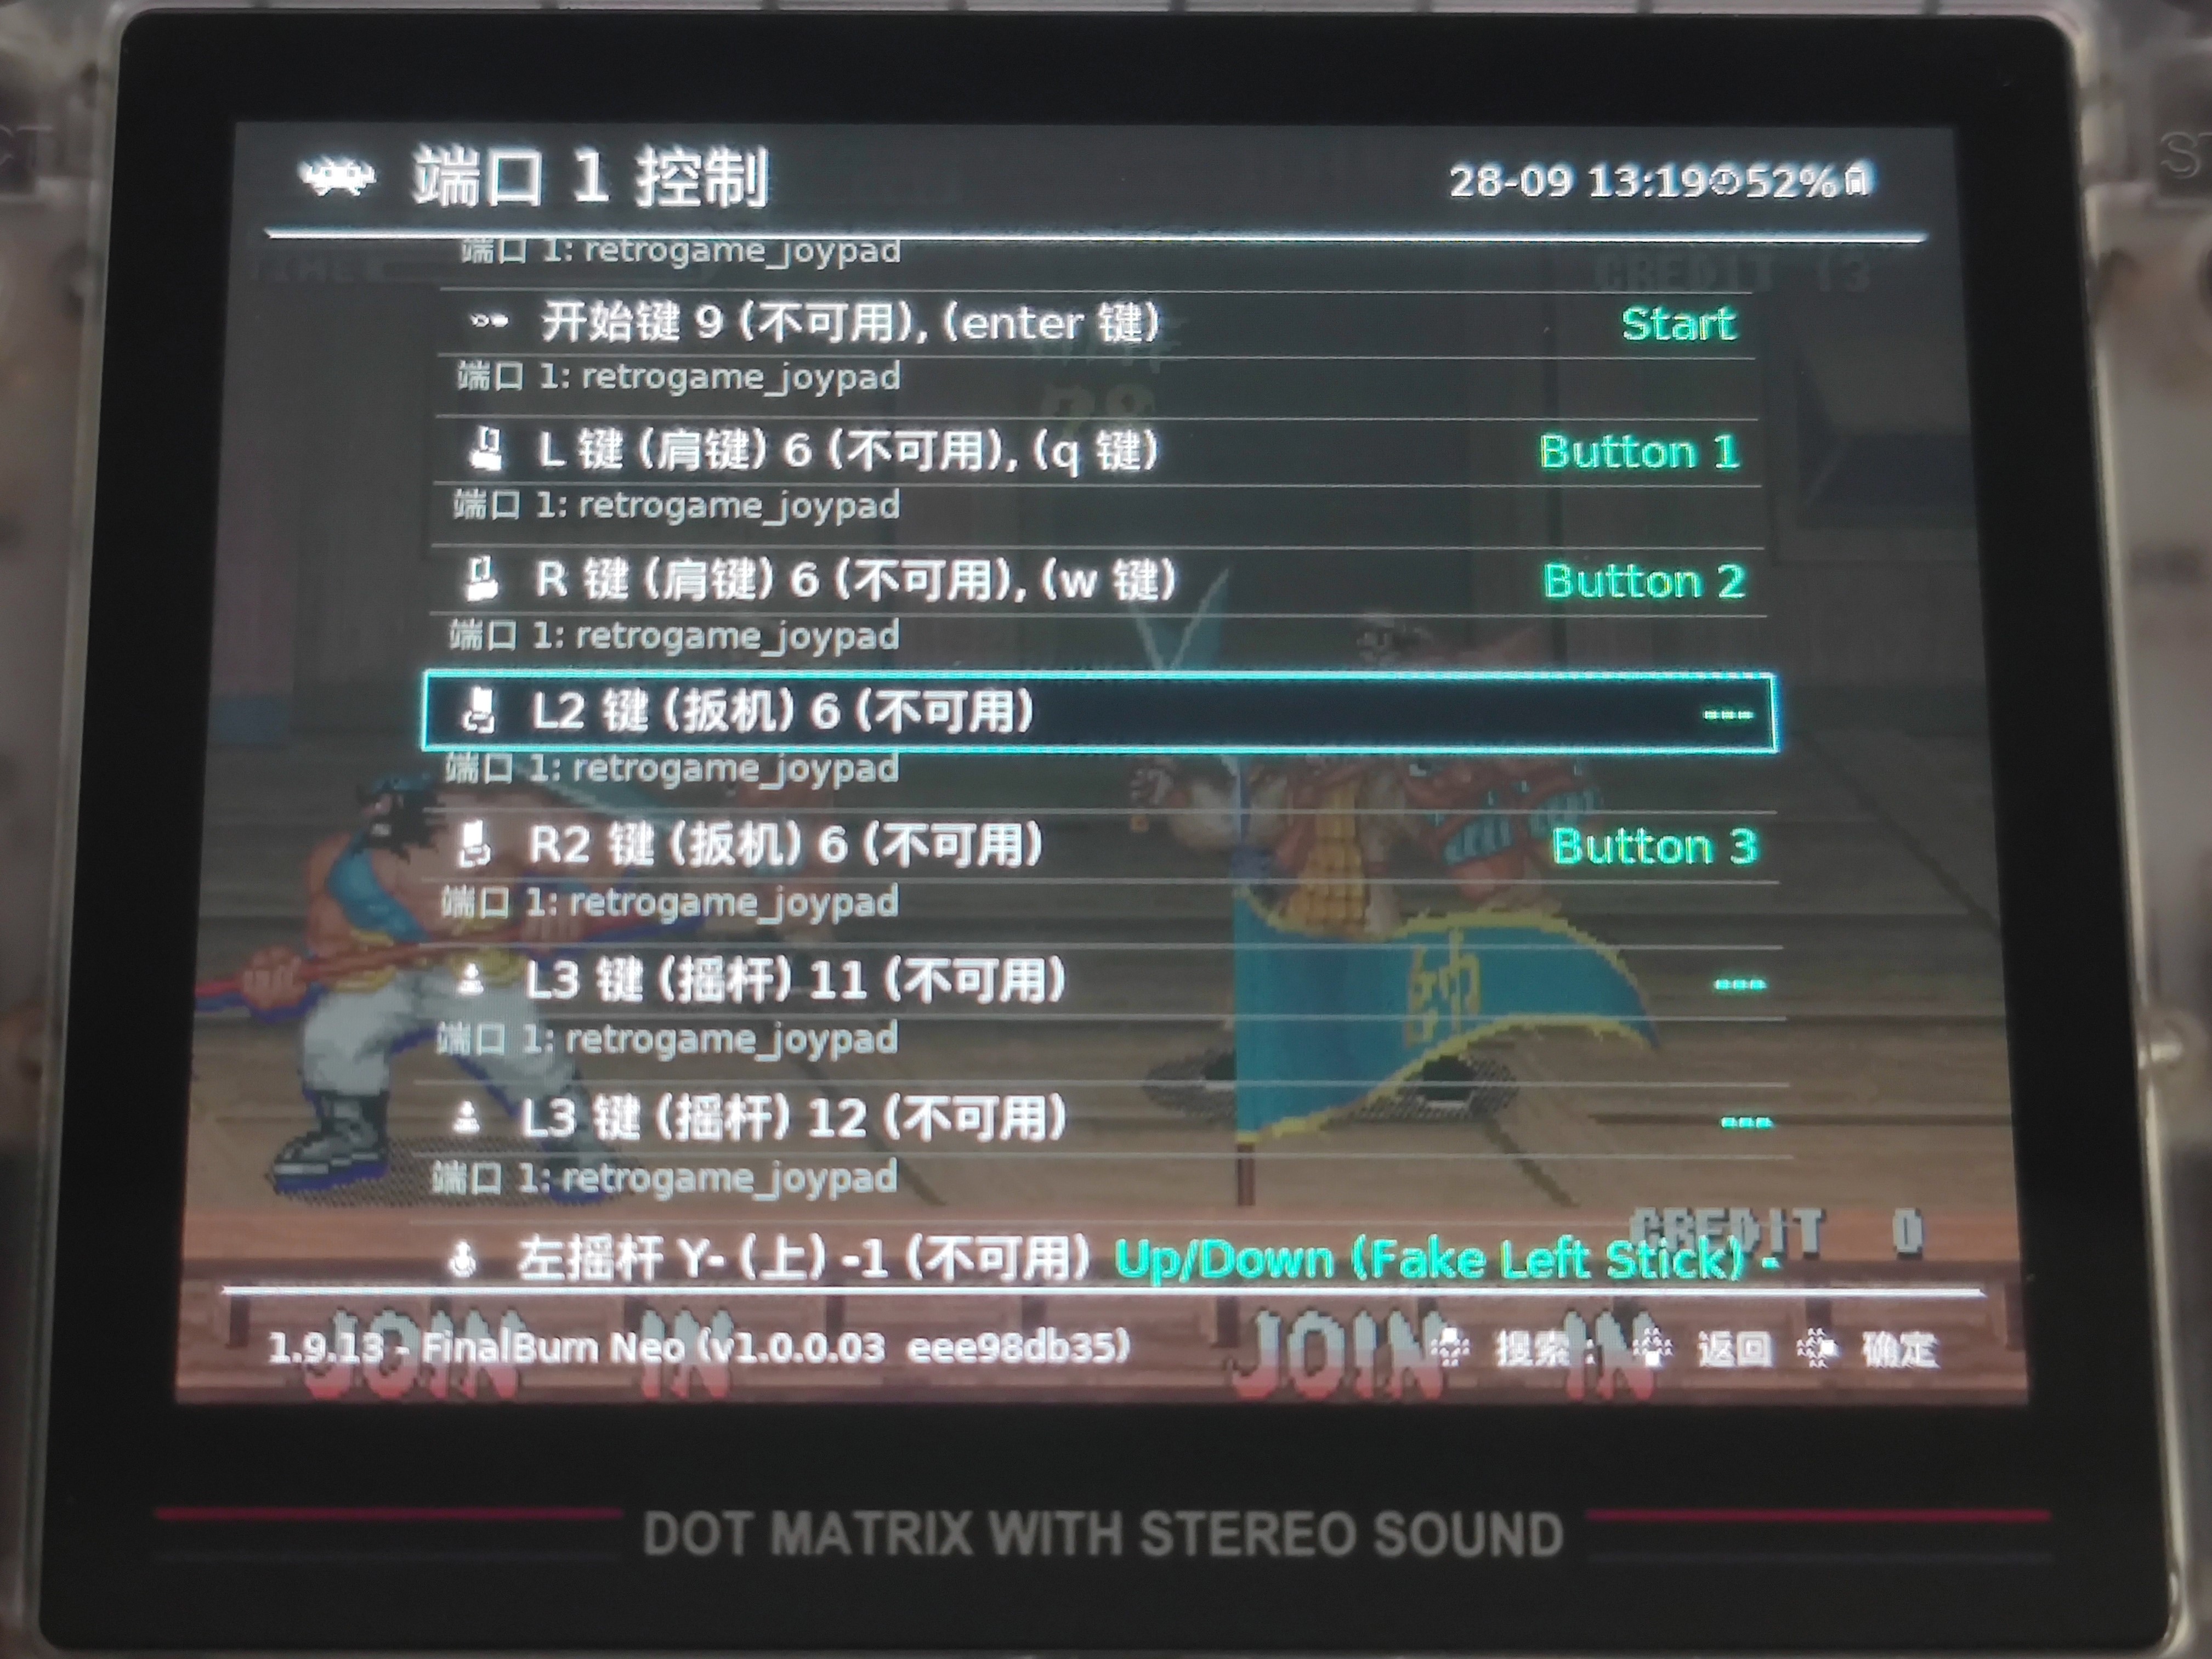 端口 1 控制
28-09 13:19 52%
端口 1: retrogame_joypad
CREDIT 13
开始键 9 (不可用), (enter 键) Start
端口 1: retrogame_joypad
L 键 (肩键) 6 (不可用), (q 键) Button 1
端口 1: retrogame_joypad
R 键 (肩键) 6 (不可用), (w 键) Button 2
端口 1: retrogame_joypad
L2 键 (扳机) 6 (不可用) ---
端口 1: retrogame_joypad
R2 键 (扳机) 6 (不可用) Button 3
端口 1: retrogame_joypad
L3 键 (摇杆) 11 (不可用) ---
端口 1: retrogame_joypad
L3 键 (摇杆) 12 (不可用) ---
端口 1: retrogame_joypad
CREDIT 0
左摇杆 Y- (上) -1 (不可用) Up/Down (Fake Left Stick) -
JOIN IN JOIN IN
1.9.13 - FinalBurn Neo (v1.0.0.03 eee98db35) 搜索: 返回 确定
DOT MATRIX WITH STEREO SOUND